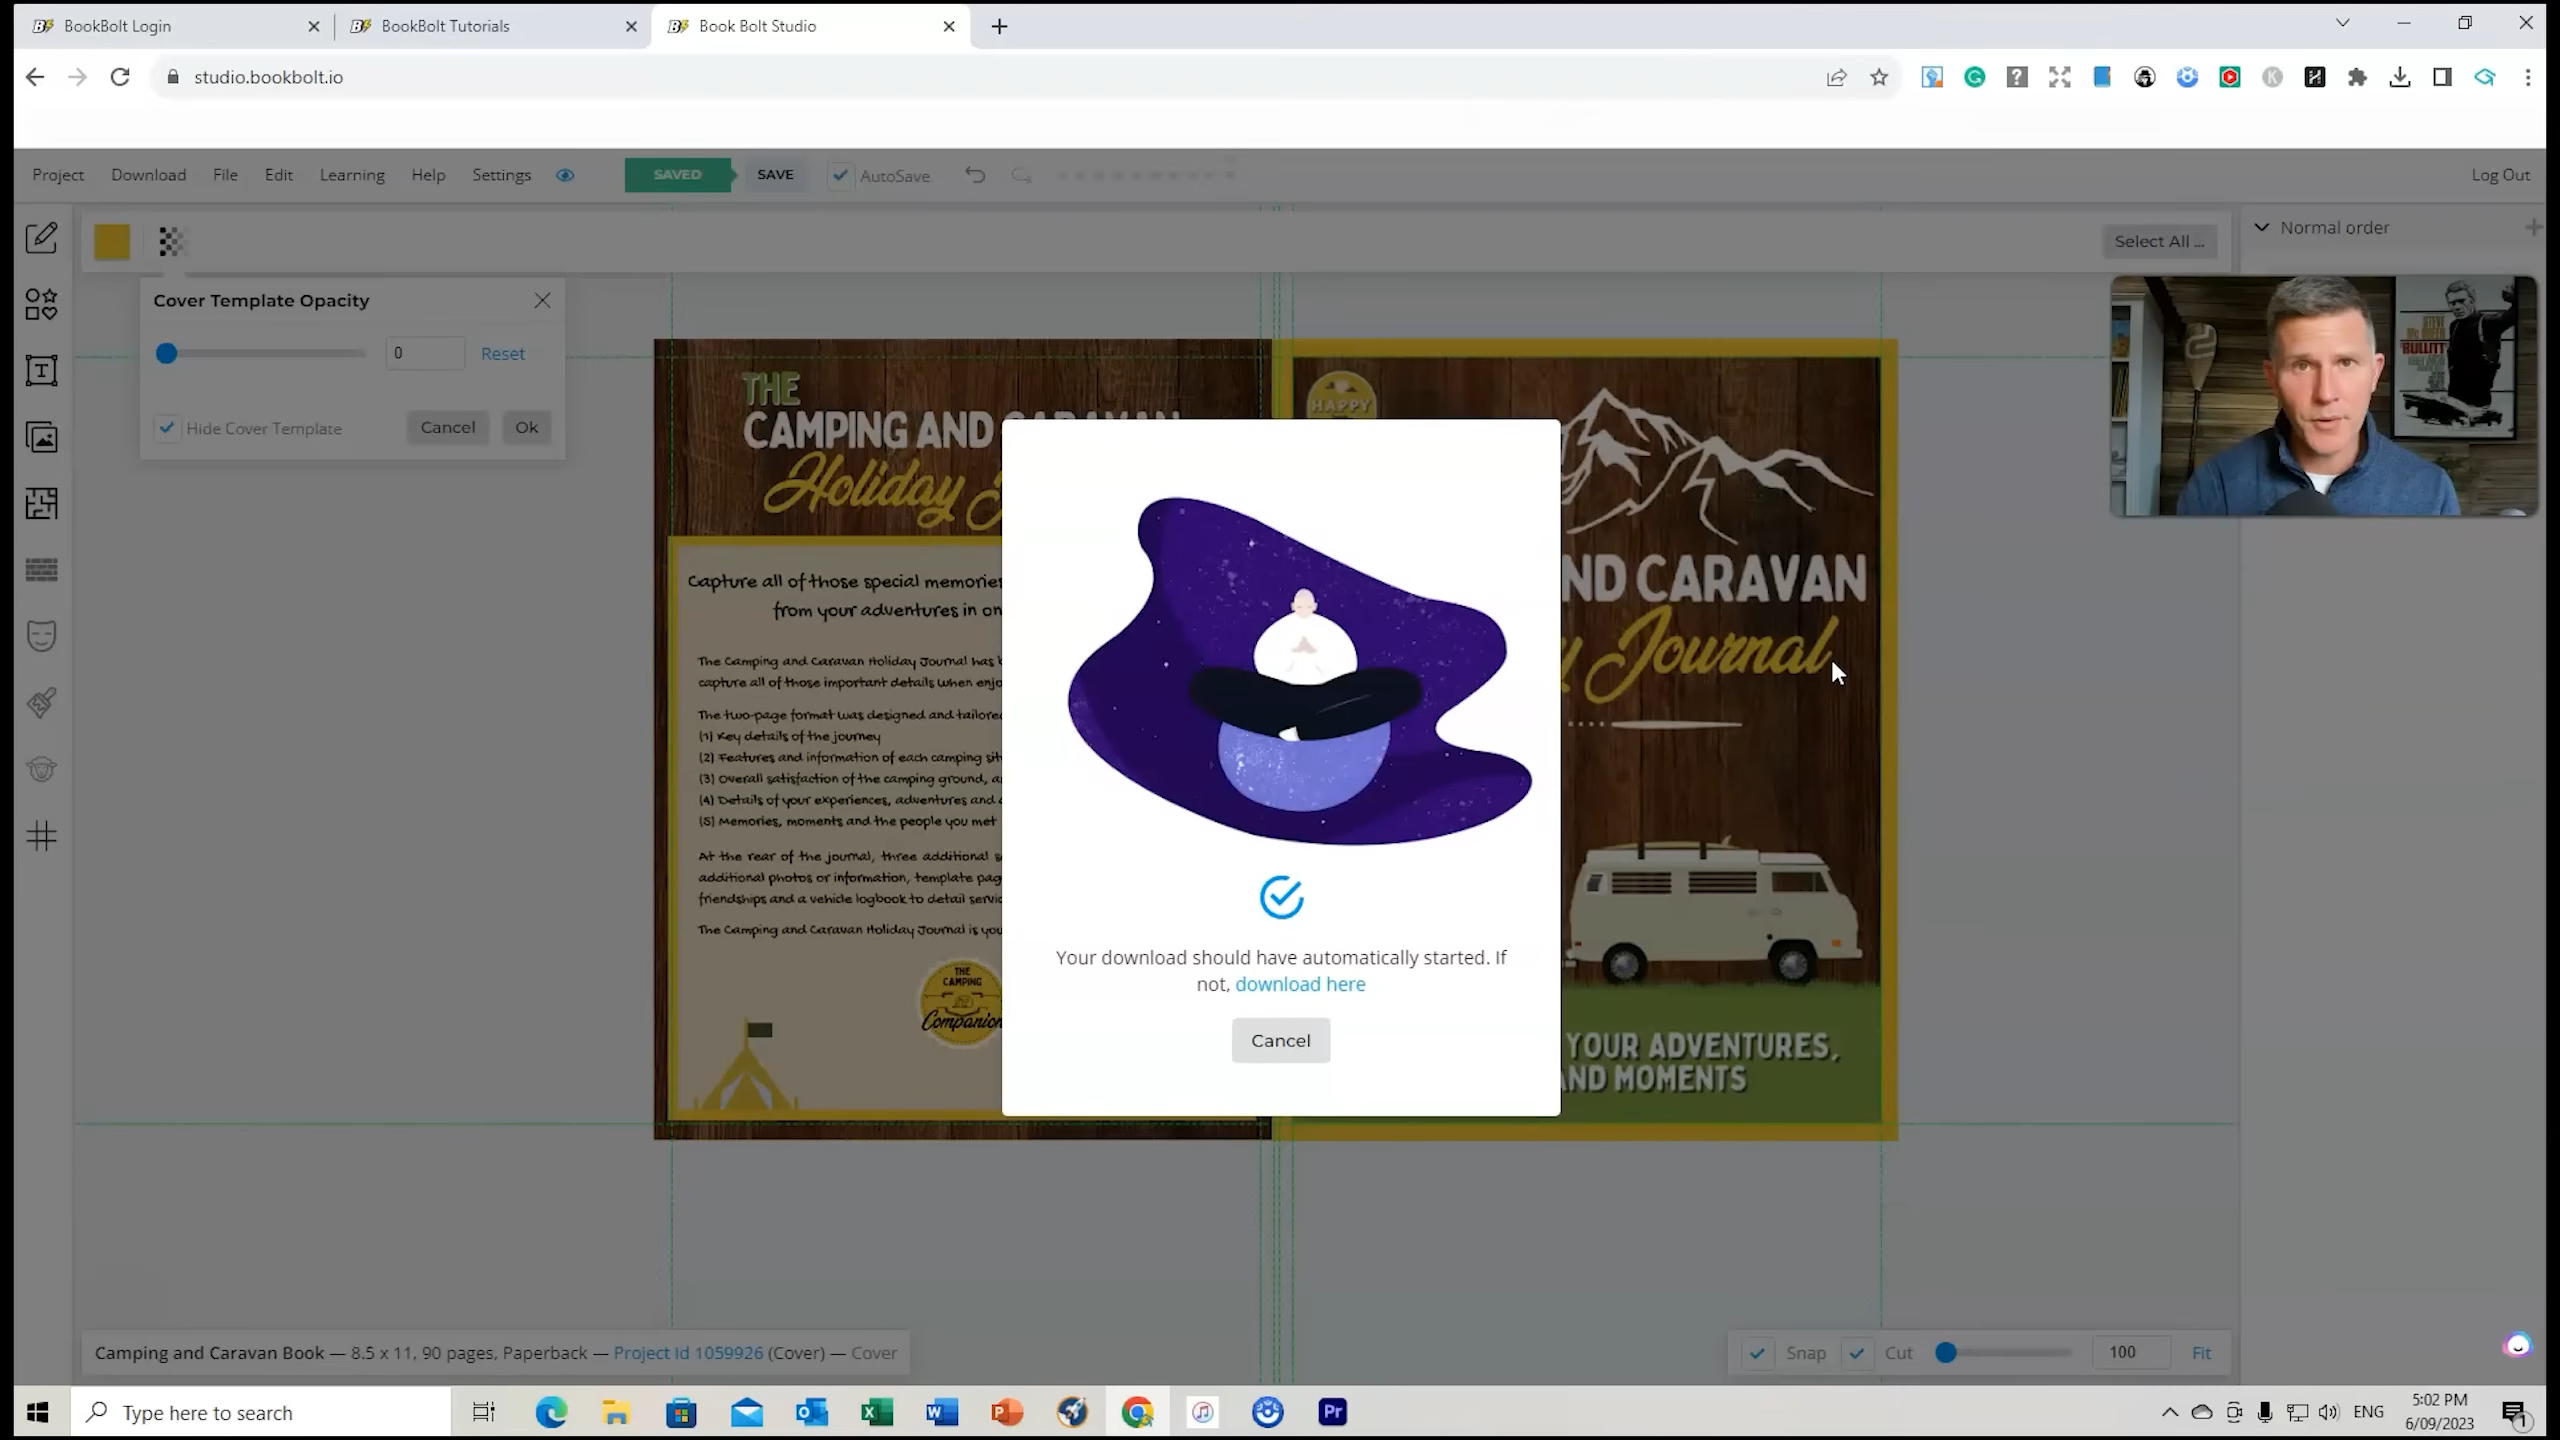 BookBolt Login
BookBolt Tutorials
Book Bolt Studio
studio.bookbolt.io
Project Download File Edit Learning Help Settings
SAVED
SAVE
AutoSave
Log Out
Select All ...
Normal order
Cover Template Opacity
0
Reset
Hide Cover Template
Cancel
Ok
THE
CAMPING AND CARAVAN
Holiday
Capture all of those special memories
from your adventures in
The Camping and Caravan Holiday Journal has
capture all of those important details when
The two-page format was designed and tailored
(1) Key details of the journey
(2) Features and information of each camping
(3) Overall satisfaction of the camping ground,
(4) Details of your experiences, adventures and
(5) Memories, moments and the people you met
At the rear of the journal, three additional
additional photos or information, template
friendships and a vehicle logbook to detail
The Camping and Caravan Holiday Journal is
THE
CAMPING
Companion
HAPPY
ND CARAVAN
y Journal
YOUR ADVENTURES,
AND MOMENTS
BULLITT
Your download should have automatically started. If
not, download here
Cancel
Camping and Caravan Book — 8.5 x 11, 90 pages, Paperback — Project Id 1059926 (Cover) — Cover
Snap
Cut
100
Fit
Type here to search
ENG
5:02 PM
6/09/2023